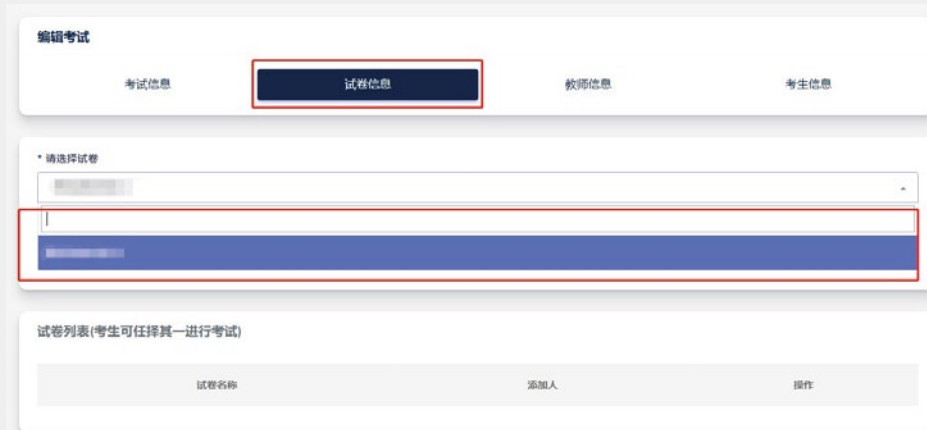 编辑考试
考试信息 试卷信息 教师信息 考生信息
* 请选择试卷
试卷列表(考生可任择其一进行考试)
试卷名称 添加人 操作